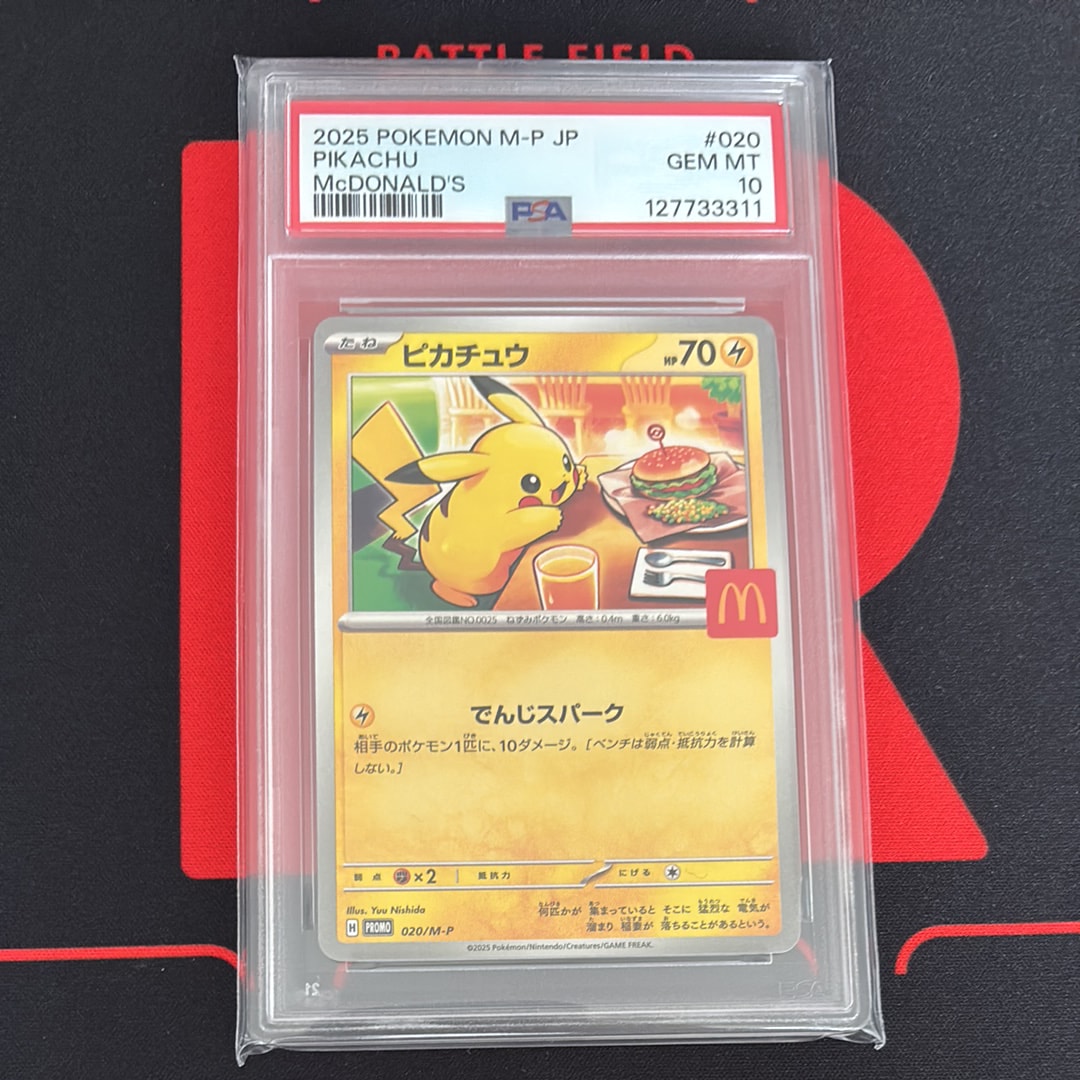 BATTLE FIELD
2025 POKEMON M-P JP #020
PIKACHU GEM MT
McDONALD'S 10
PSA 127733311
たね ピカチュウ HP70
全国図鑑NO.0025 ねずみポケモン 高さ:0.4m 重さ:6.0kg
でんじスパーク
相手のポケモン1匹に、10ダメージ。[ベンチは弱点・抵抗力を計算
しない。]
弱点 ×2 抵抗力 にげる
Illus. Yuu Nishida
何匹かが 集まっていると そこに 猛烈な 電気が
溜まり 稲妻が 落ちることがあるという。
H PROMO 020/M-P
©2025 Pokémon/Nintendo/Creatures/GAME FREAK.
21 PSA